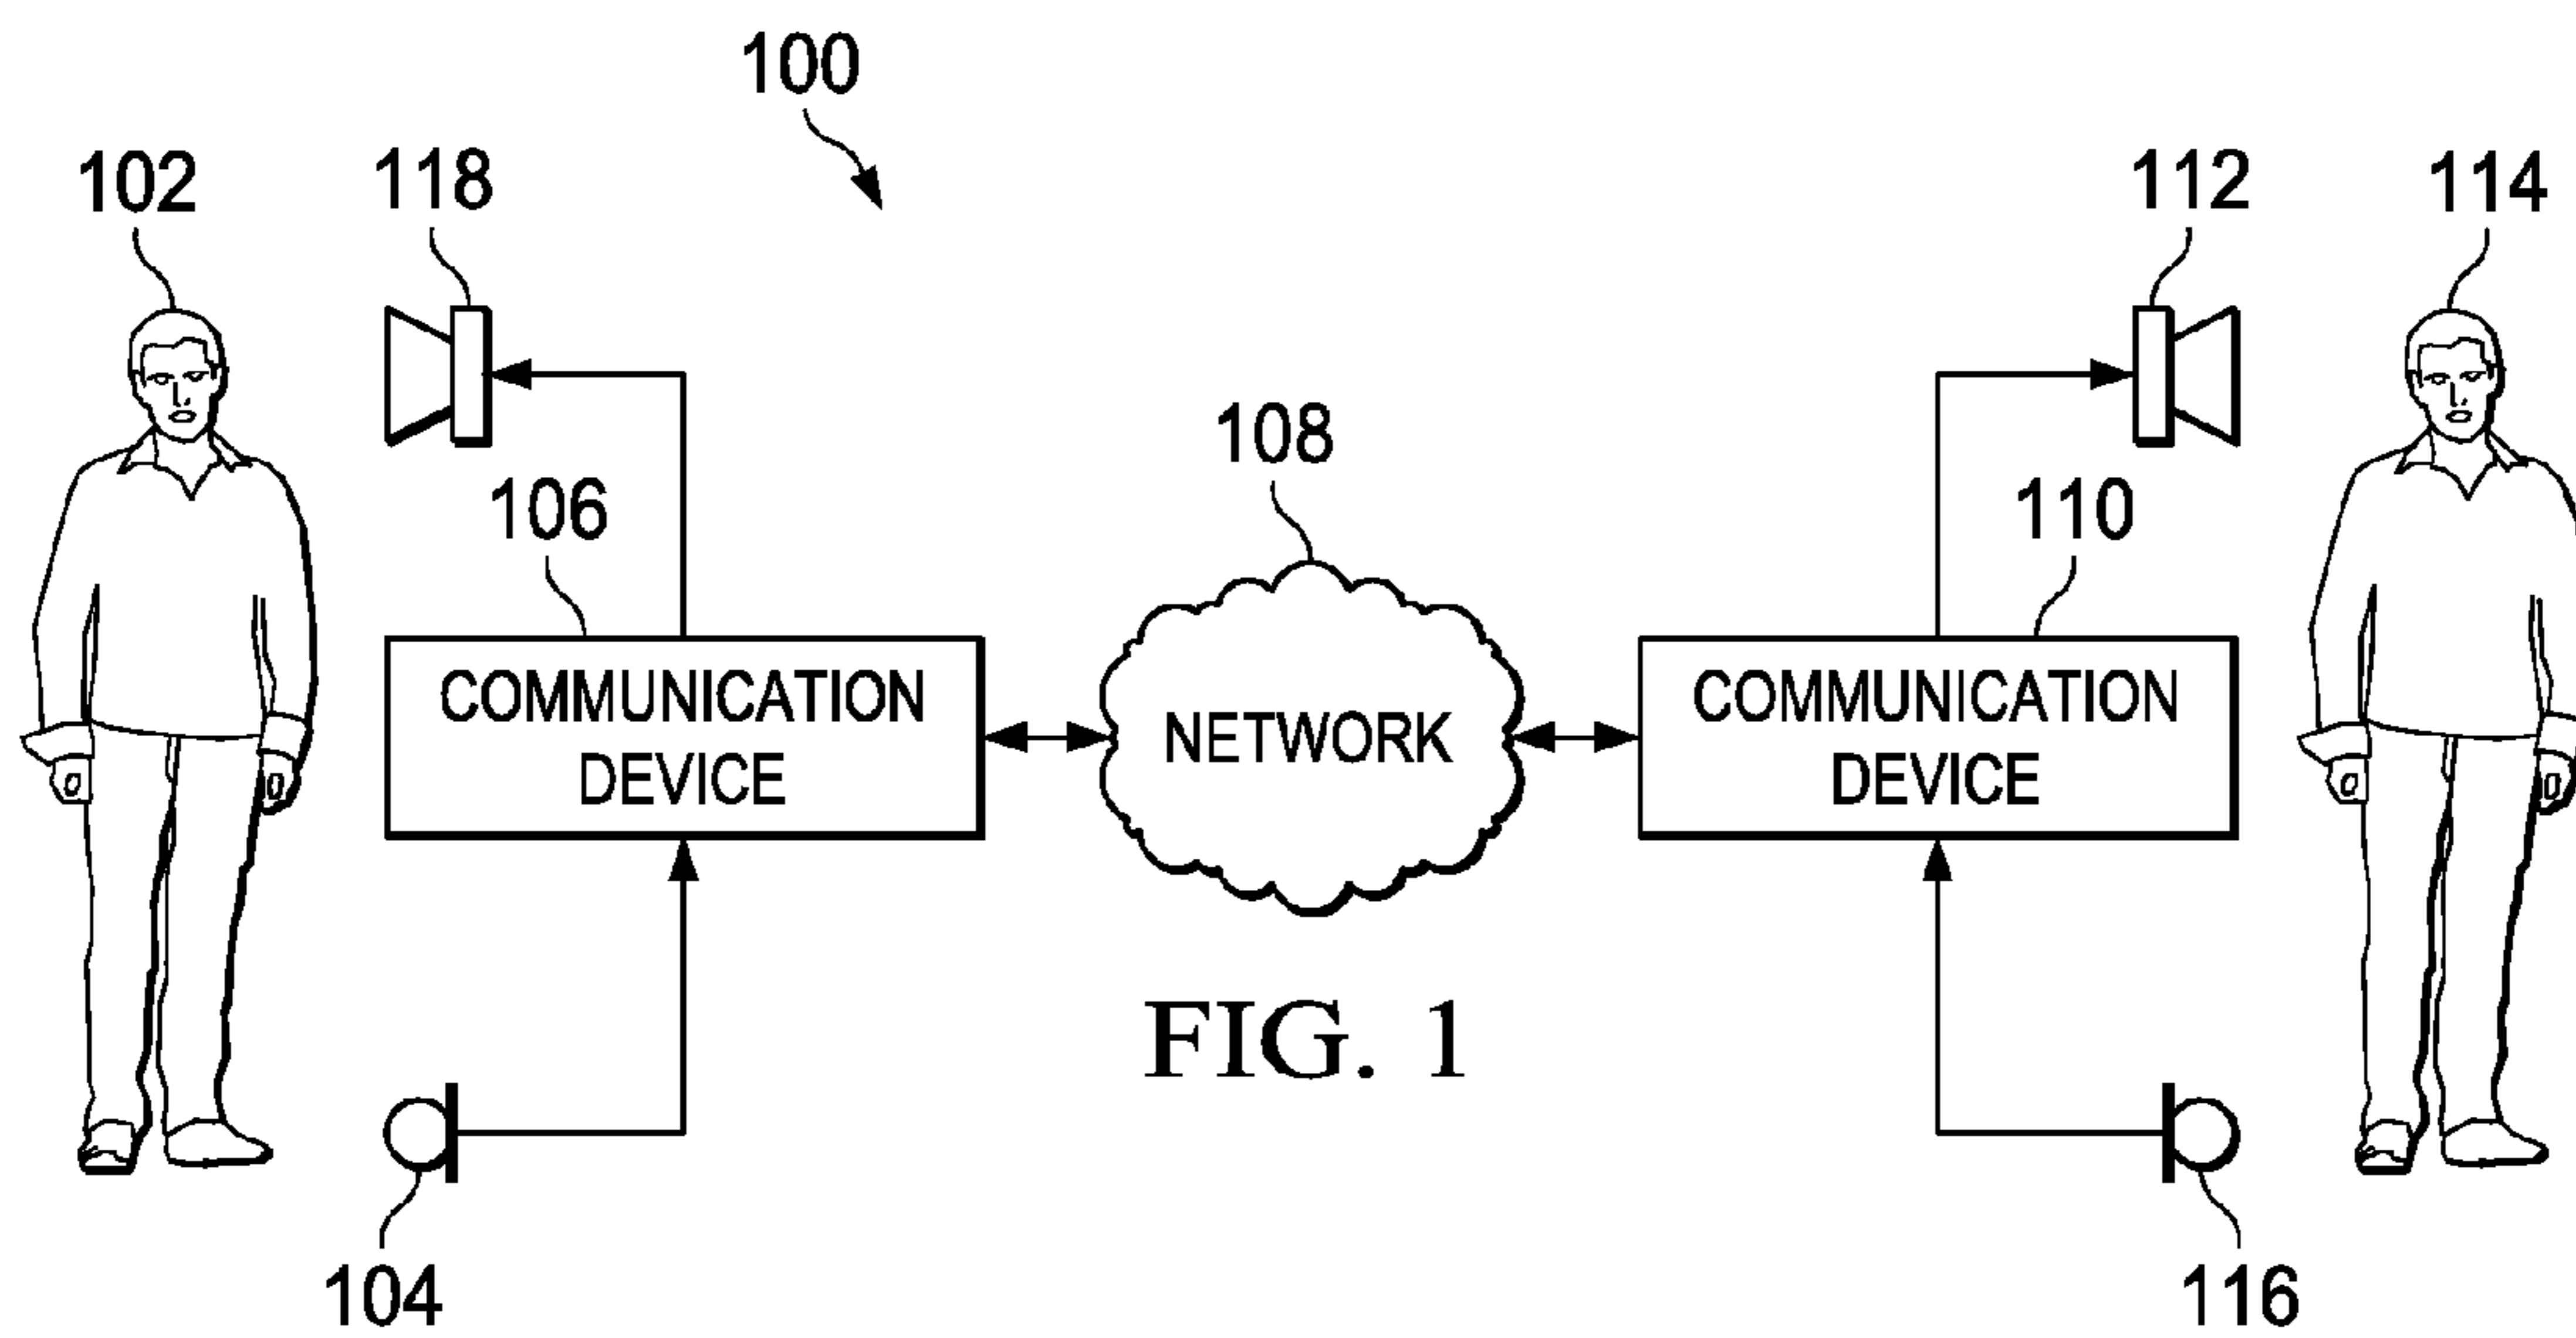 100
102
118
112
114
108
106
110
COMMUNICATION
DEVICE
NETWORK
COMMUNICATION
DEVICE
FIG. 1
104
116